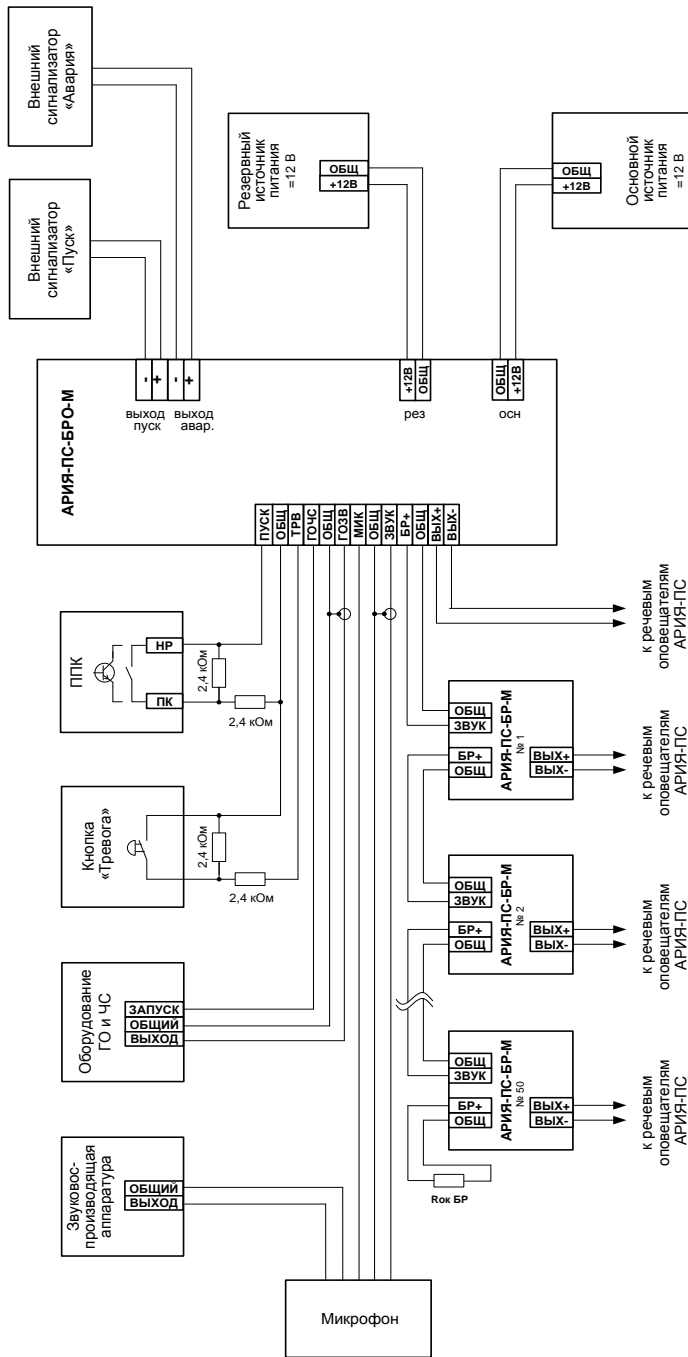 Внешний
сигнализатор
«Авария»
Внешний
сигнализатор
«Пуск»
Резервный
источник
питания
=12 В
ОБЩ
+12В
Основной
источник
питания
=12 В
ОБЩ
+12В
АРИЯ-ПС-БРО-М
-
+
-
+
выход
пуск
выход
авар.
+12В
ОБЩ
рез
ОБЩ
+12В
осн
ПУСК
ОБЩ
ТРВ
ГОЧС
ОБЩ
ГОЗВ
МИК
ОБЩ
ЗВУК
БР+
ОБЩ
ВЫХ+
ВЫХ-
ППК
НР
ПК
2,4 кОм
2,4 кОм
Кнопка
«Тревога»
2,4 кОм
2,4 кОм
Оборудование
ГО и ЧС
ЗАПУСК
ОБЩИЙ
ВЫХОД
Звуковос-
производящая
аппаратура
ОБЩИЙ
ВЫХОД
Микрофон
к речевым
оповещателям
АРИЯ-ПС
ОБЩ
ЗВУК
БР+
ОБЩ
АРИЯ-ПС-БР-М
№ 1
ВЫХ+
ВЫХ-
к речевым
оповещателям
АРИЯ-ПС
ОБЩ
ЗВУК
БР+
ОБЩ
АРИЯ-ПС-БР-М
№ 2
ВЫХ+
ВЫХ-
к речевым
оповещателям
АРИЯ-ПС
ОБЩ
ЗВУК
БР+
ОБЩ
АРИЯ-ПС-БР-М
№ 50
ВЫХ+
ВЫХ-
к речевым
оповещателям
АРИЯ-ПС
Rок БР